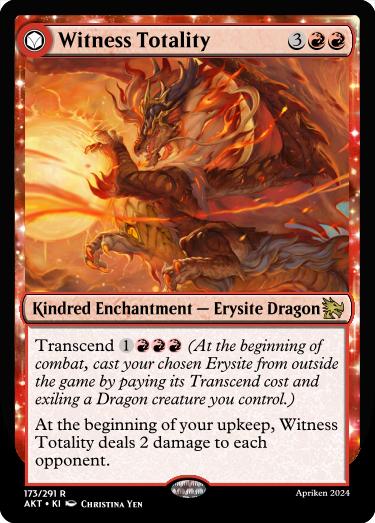 Witness Totality 3
Kindred Enchantment — Erysite Dragon
Transcend 1 (At the beginning of
combat, cast your chosen Erysite from outside
the game by paying its Transcend cost and
exiling a Dragon creature you control.)
At the beginning of your upkeep, Witness
Totality deals 2 damage to each
opponent.
173/291 R
Apriken 2024
AKT • KI Christina Yen